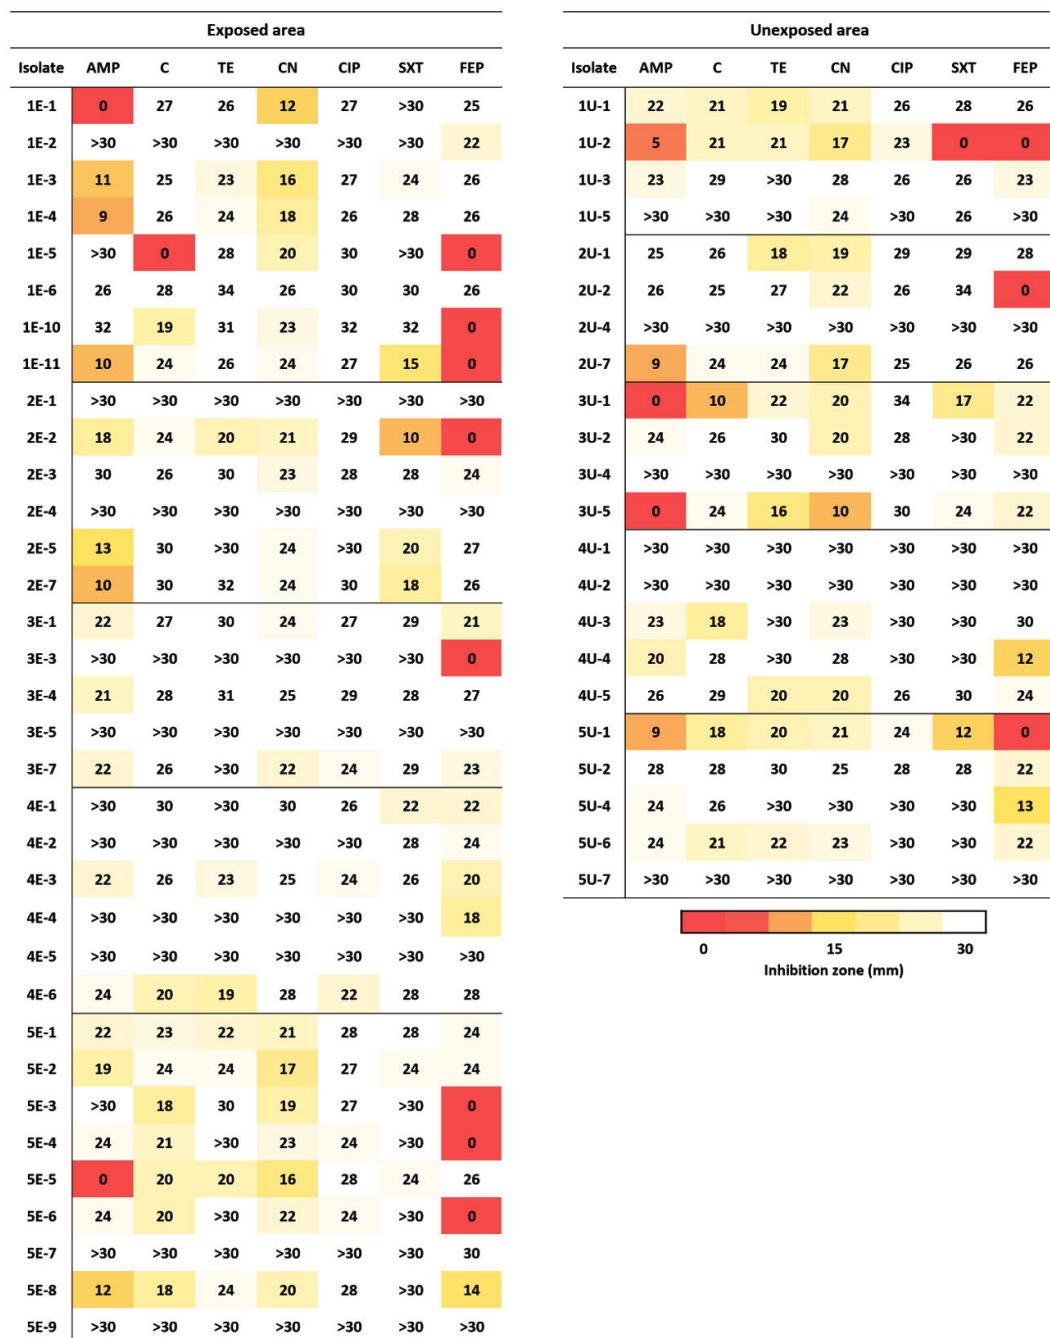 Exposed area
Isolate AMP C TE CN CIP SXT FEP
1E-1 0 27 26 12 27 >30 25
1E-2 >30 >30 >30 >30 >30 >30 22
1E-3 11 25 23 16 27 24 26
1E-4 9 26 24 18 26 28 26
1E-5 >30 0 28 20 30 >30 0
1E-6 26 28 34 26 30 30 26
1E-10 32 19 31 23 32 32 0
1E-11 10 24 26 24 27 15 0
2E-1 >30 >30 >30 >30 >30 >30 >30
2E-2 18 24 20 21 29 10 0
2E-3 30 26 30 23 28 28 24
2E-4 >30 >30 >30 >30 >30 >30 >30
2E-5 13 30 >30 24 >30 20 27
2E-7 10 30 32 24 30 18 26
3E-1 22 27 30 24 27 29 21
3E-3 >30 >30 >30 >30 >30 >30 0
3E-4 21 28 31 25 29 28 27
3E-5 >30 >30 >30 >30 >30 >30 >30
3E-7 22 26 >30 22 24 29 23
4E-1 >30 30 >30 30 26 22 22
4E-2 >30 >30 >30 >30 >30 28 24
4E-3 22 26 23 25 24 26 20
4E-4 >30 >30 >30 >30 >30 >30 18
4E-5 >30 >30 >30 >30 >30 >30 >30
4E-6 24 20 19 28 22 28 28
5E-1 22 23 22 21 28 28 24
5E-2 19 24 24 17 27 24 24
5E-3 >30 18 30 19 27 >30 0
5E-4 24 21 >30 23 24 >30 0
5E-5 0 20 20 16 28 24 26
5E-6 24 20 >30 22 24 >30 0
5E-7 >30 >30 >30 >30 >30 >30 30
5E-8 12 18 24 20 28 >30 14
5E-9 >30 >30 >30 >30 >30 >30 >30
Unexposed area
Isolate AMP C TE CN CIP SXT FEP
1U-1 22 21 19 21 26 28 26
1U-2 5 21 21 17 23 0 0
1U-3 23 29 >30 28 26 26 23
1U-5 >30 >30 >30 24 >30 26 >30
2U-1 25 26 18 19 29 29 28
2U-2 26 25 27 22 26 34 0
2U-4 >30 >30 >30 >30 >30 >30 >30
2U-7 9 24 24 17 25 26 26
3U-1 0 10 22 20 34 17 22
3U-2 24 26 30 20 28 >30 22
3U-4 >30 >30 >30 >30 >30 >30 >30
3U-5 0 24 16 10 30 24 22
4U-1 >30 >30 >30 >30 >30 >30 >30
4U-2 >30 >30 >30 >30 >30 >30 >30
4U-3 23 18 >30 23 >30 >30 30
4U-4 20 28 >30 28 >30 >30 12
4U-5 26 29 20 20 26 30 24
5U-1 9 18 20 21 24 12 0
5U-2 28 28 30 25 28 28 22
5U-4 24 26 >30 >30 >30 >30 13
5U-6 24 21 22 23 >30 >30 22
5U-7 >30 >30 >30 >30 >30 >30 >30
0 15 30
Inhibition zone (mm)